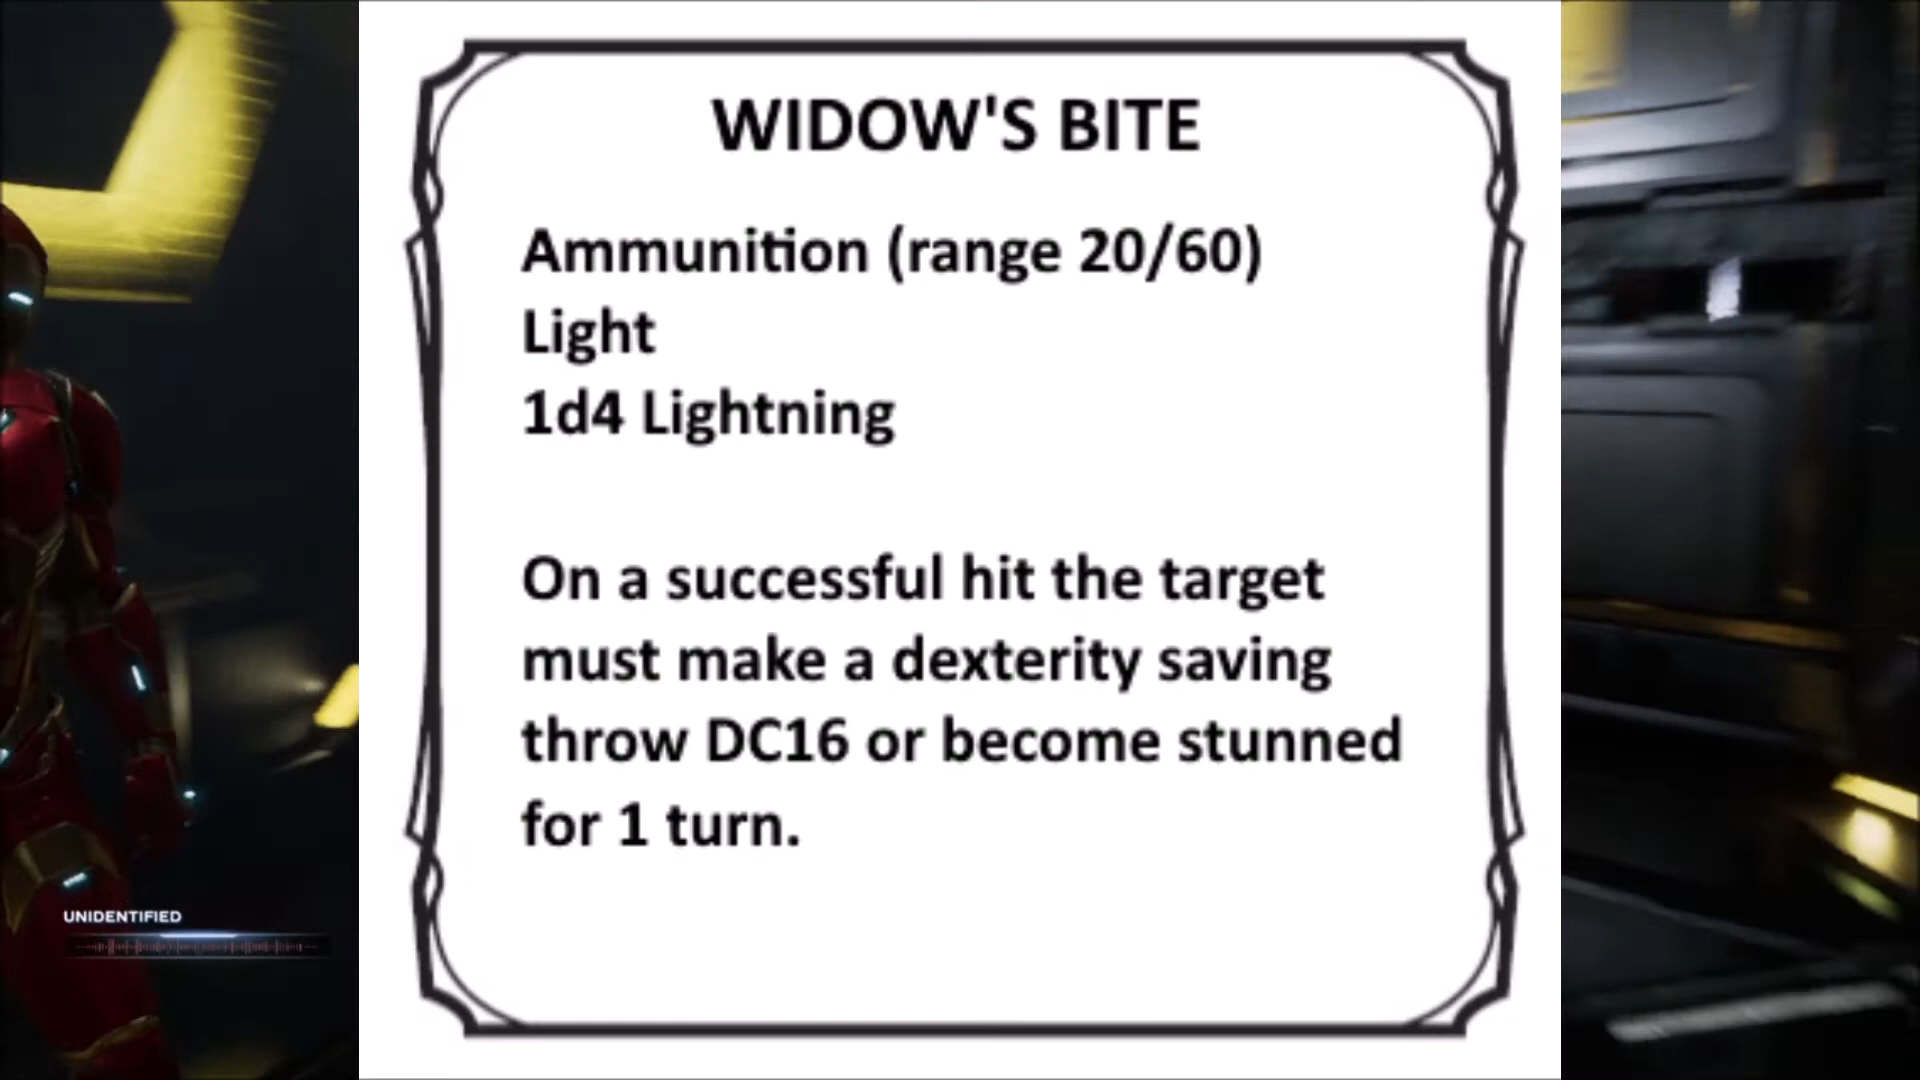 WIDOW'S BITE
Ammunition (range 20/60)
Light
1d4 Lightning
On a successful hit the target
must make a dexterity saving
throw DC16 or become stunned
for 1 turn.
UNIDENTIFIED